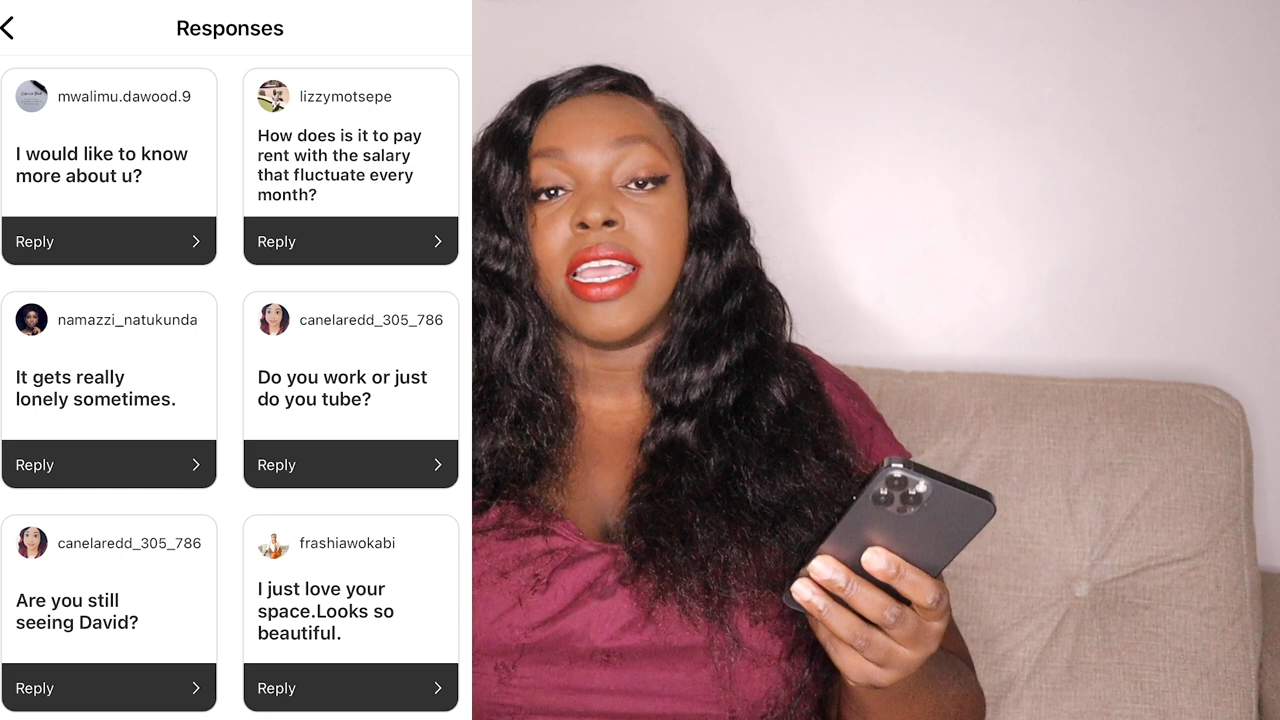 Responses
mwalimu.dawood.9
I would like to know
more about u?
Reply
lizzymotsepe
How does is it to pay
rent with the salary
that fluctuate every
month?
Reply
namazzi_natukunda
It gets really
lonely sometimes.
Reply
canelaredd_305_786
Do you work or just
do you tube?
Reply
canelaredd_305_786
Are you still
seeing David?
Reply
frashiawokabi
I just love your
space.Looks so
beautiful.
Reply